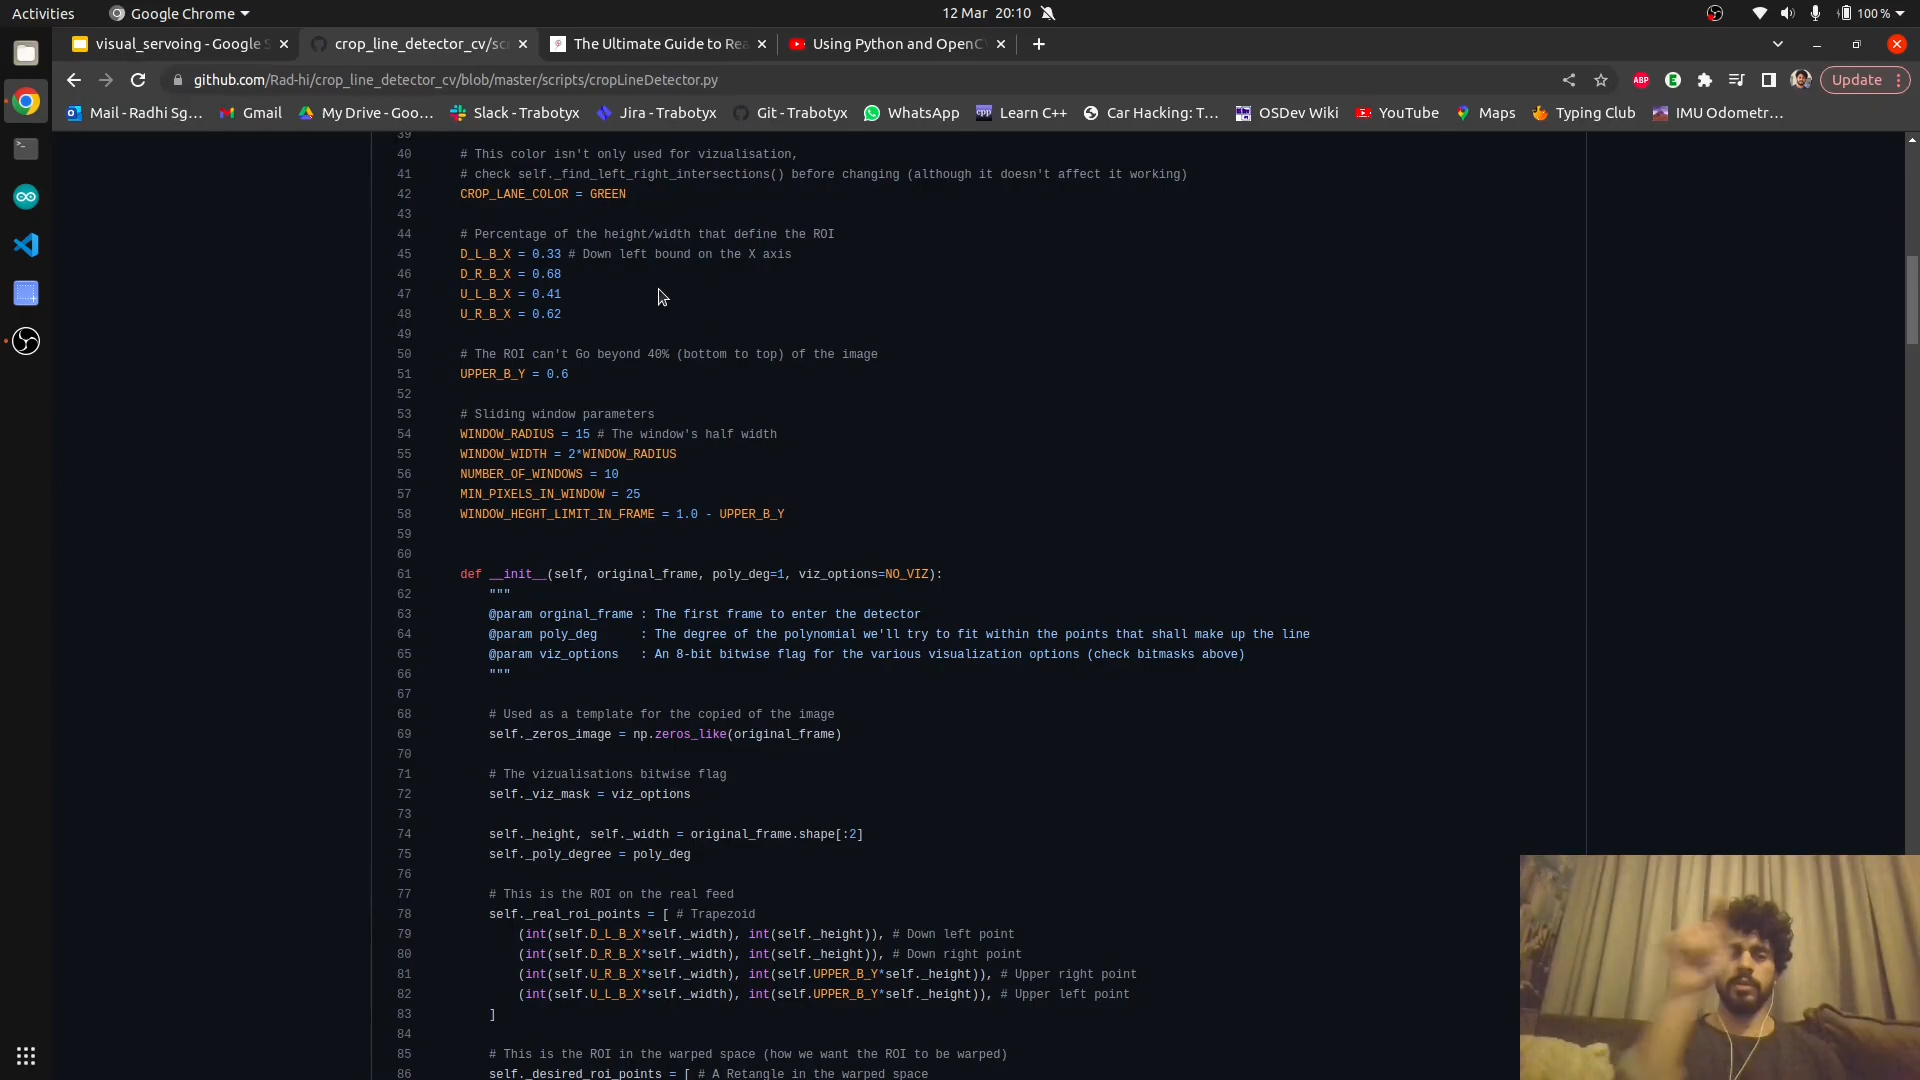 Activities
Google Chrome
12 Mar 20:10
100 %
visual_servoing - Google S
crop_line_detector_cv/sc
The Ultimate Guide to Rea
Using Python and OpenC
github.com/Rad-hi/crop_line_detector_cv/blob/master/scripts/cropLineDetector.py
ABP
Update
Mail - Radhi Sg...
Gmail
My Drive - Goo...
Slack - Trabotyx
Jira - Trabotyx
Git - Trabotyx
WhatsApp
Learn C++
Car Hacking: T...
OSDev Wiki
YouTube
Maps
Typing Club
IMU Odometr...
39
40 # This color isn't only used for vizualisation,
41 # check self._find_left_right_intersections() before changing (although it doesn't affect it working)
42 CROP_LANE_COLOR = GREEN
43
44 # Percentage of the height/width that define the ROI
45 D_L_B_X = 0.33 # Down left bound on the X axis
46 D_R_B_X = 0.68
47 U_L_B_X = 0.41
48 U_R_B_X = 0.62
49
50 # The ROI can't Go beyond 40% (bottom to top) of the image
51 UPPER_B_Y = 0.6
52
53 # Sliding window parameters
54 WINDOW_RADIUS = 15 # The window's half width
55 WINDOW_WIDTH = 2*WINDOW_RADIUS
56 NUMBER_OF_WINDOWS = 10
57 MIN_PIXELS_IN_WINDOW = 25
58 WINDOW_HEGHT_LIMIT_IN_FRAME = 1.0 - UPPER_B_Y
59
60
61 def __init__(self, original_frame, poly_deg=1, viz_options=NO_VIZ):
62 """
63 @param orginal_frame : The first frame to enter the detector
64 @param poly_deg : The degree of the polynomial we'll try to fit within the points that shall make up the line
65 @param viz_options : An 8-bit bitwise flag for the various visualization options (check bitmasks above)
66 """
67
68 # Used as a template for the copied of the image
69 self._zeros_image = np.zeros_like(original_frame)
70
71 # The vizualisations bitwise flag
72 self._viz_mask = viz_options
73
74 self._height, self._width = original_frame.shape[:2]
75 self._poly_degree = poly_deg
76
77 # This is the ROI on the real feed
78 self._real_roi_points = [ # Trapezoid
79 (int(self.D_L_B_X*self._width), int(self._height)), # Down left point
80 (int(self.D_R_B_X*self._width), int(self._height)), # Down right point
81 (int(self.U_R_B_X*self._width), int(self.UPPER_B_Y*self._height)), # Upper right point
82 (int(self.U_L_B_X*self._width), int(self.UPPER_B_Y*self._height)), # Upper left point
83 ]
84
85 # This is the ROI in the warped space (how we want the ROI to be warped)
86 self._desired_roi_points = [ # A Retangle in the warped space